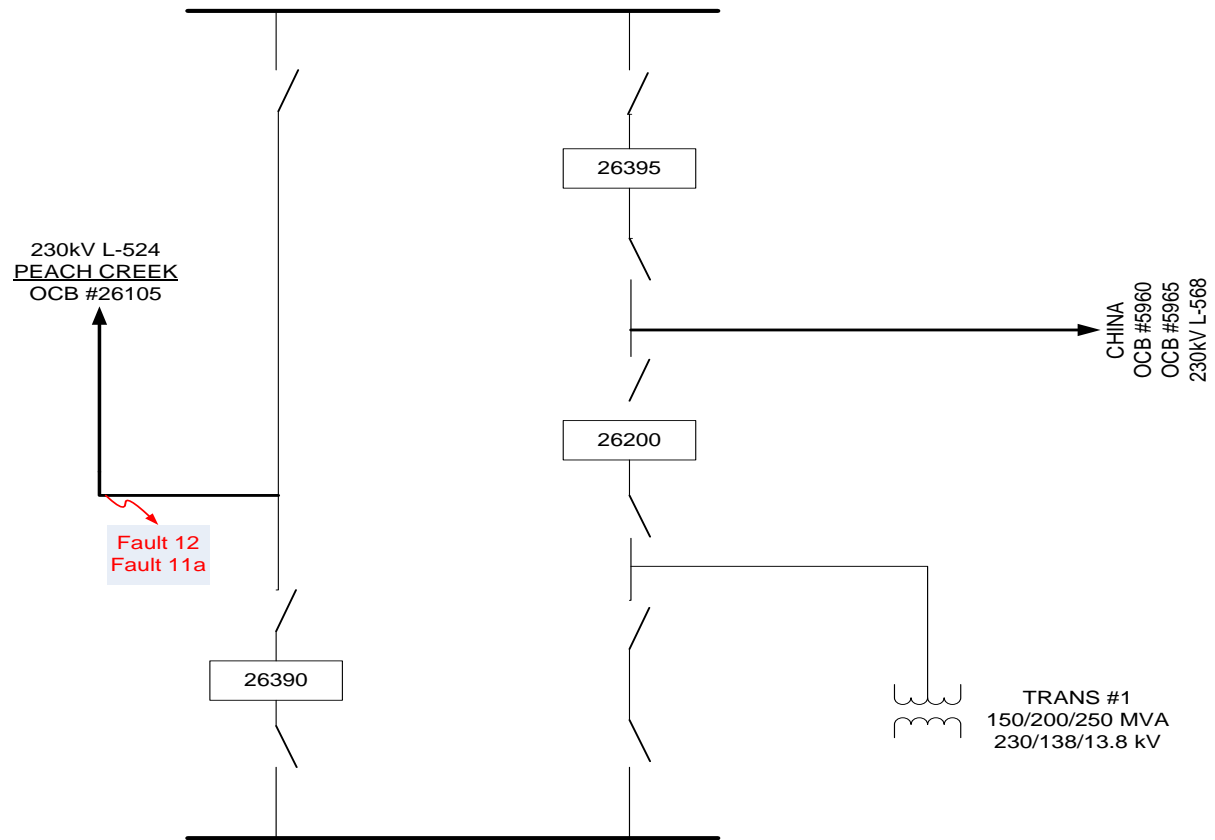 26395
230kV L-524
PEACH CREEK
OCB #26105
CHINA
OCB #5960
OCB #5965
230kV L-568
26200
Fault 12
Fault 11a
26390
TRANS #1
150/200/250 MVA
230/138/13.8 kV